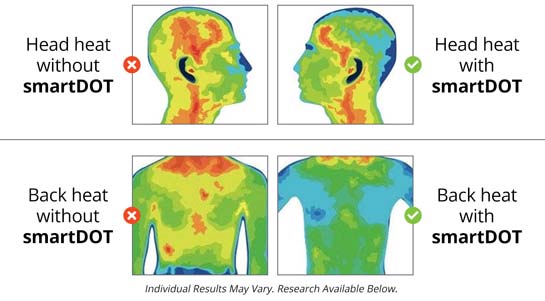 Head heat
without
smartDOT
Head heat
with
smartDOT
Back heat
without
smartDOT
Back heat
with
smartDOT
Individual Results May Vary. Research Available Below.